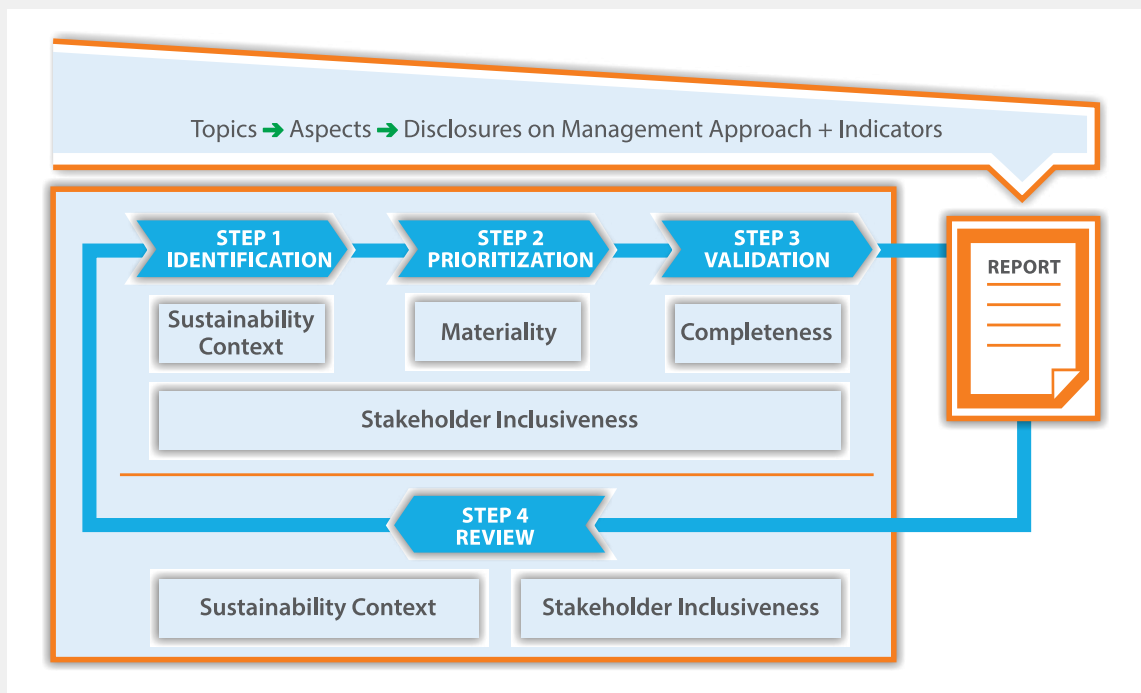 Topics ➔ Aspects ➔ Disclosures on Management Approach + Indicators
STEP 1
IDENTIFICATION
STEP 2
PRIORITIZATION
STEP 3
VALIDATION
REPORT
Sustainability
Context
Materiality
Completeness
Stakeholder Inclusiveness
STEP 4
REVIEW
Sustainability Context
Stakeholder Inclusiveness